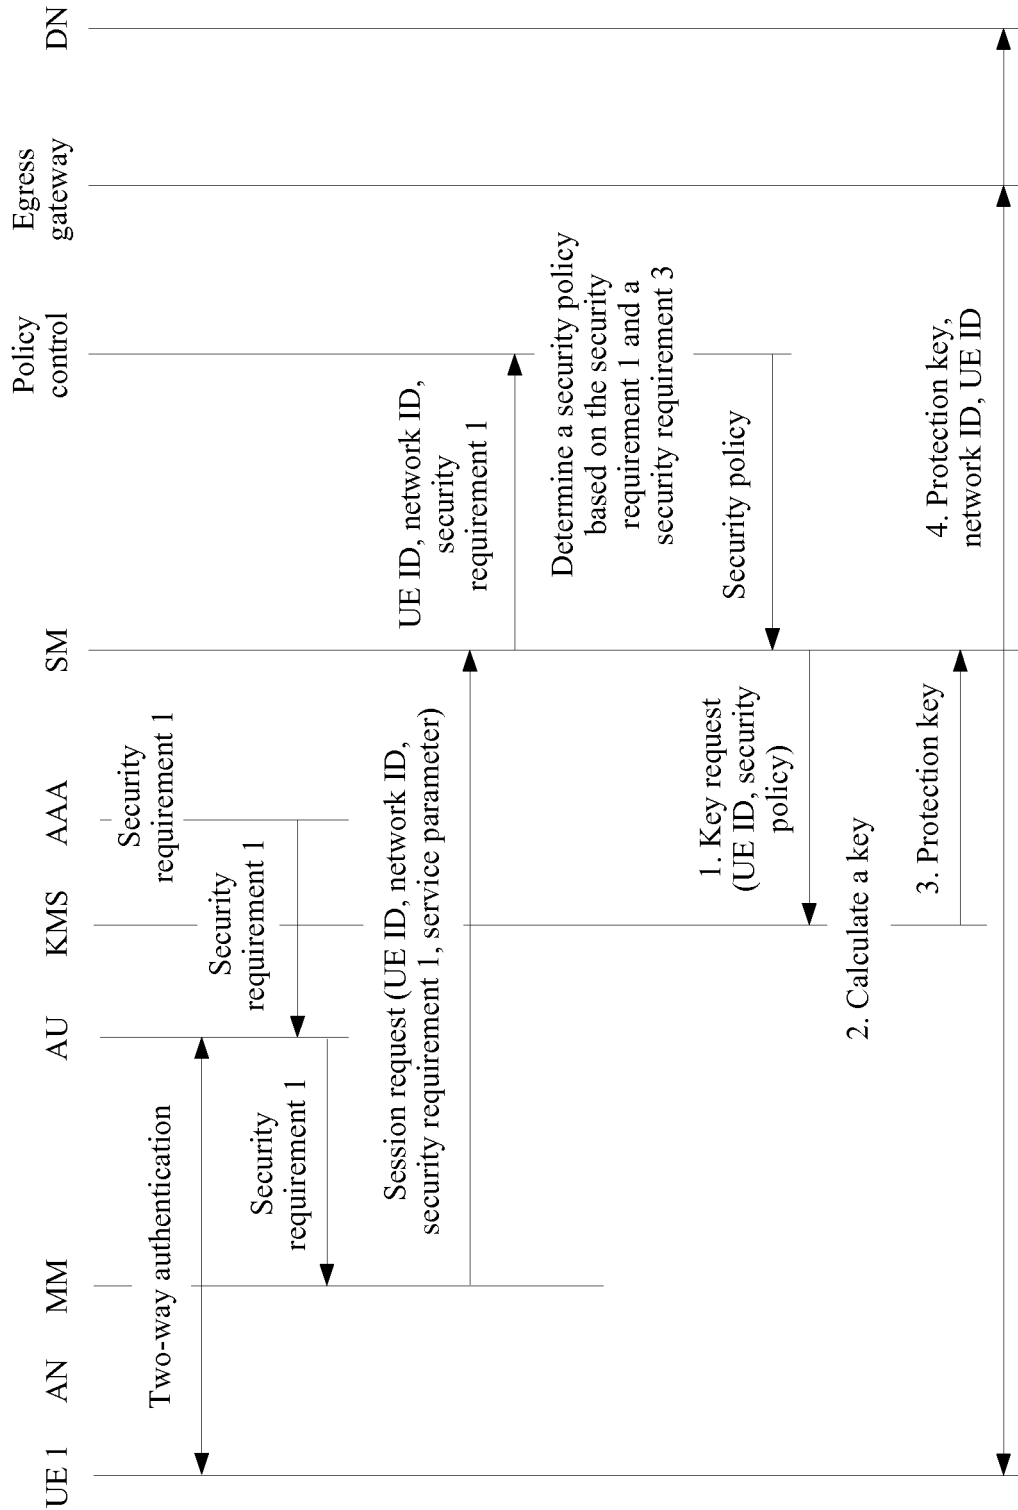 UE 1
AN
MM
AU
KMS
AAA
SM
Policy
control
Egress
gateway
DN
Security
requirement 1
Two-way authentication
Security
requirement 1
Security
requirement 1
Session request (UE ID, network ID,
security requirement 1, service parameter)
UE ID, network ID,
security
requirement 1
Determine a security policy
based on the security
requirement 1 and a
security requirement 3
Security policy
1. Key request
(UE ID, security
policy)
2. Calculate a key
3. Protection key
4. Protection key,
network ID, UE ID